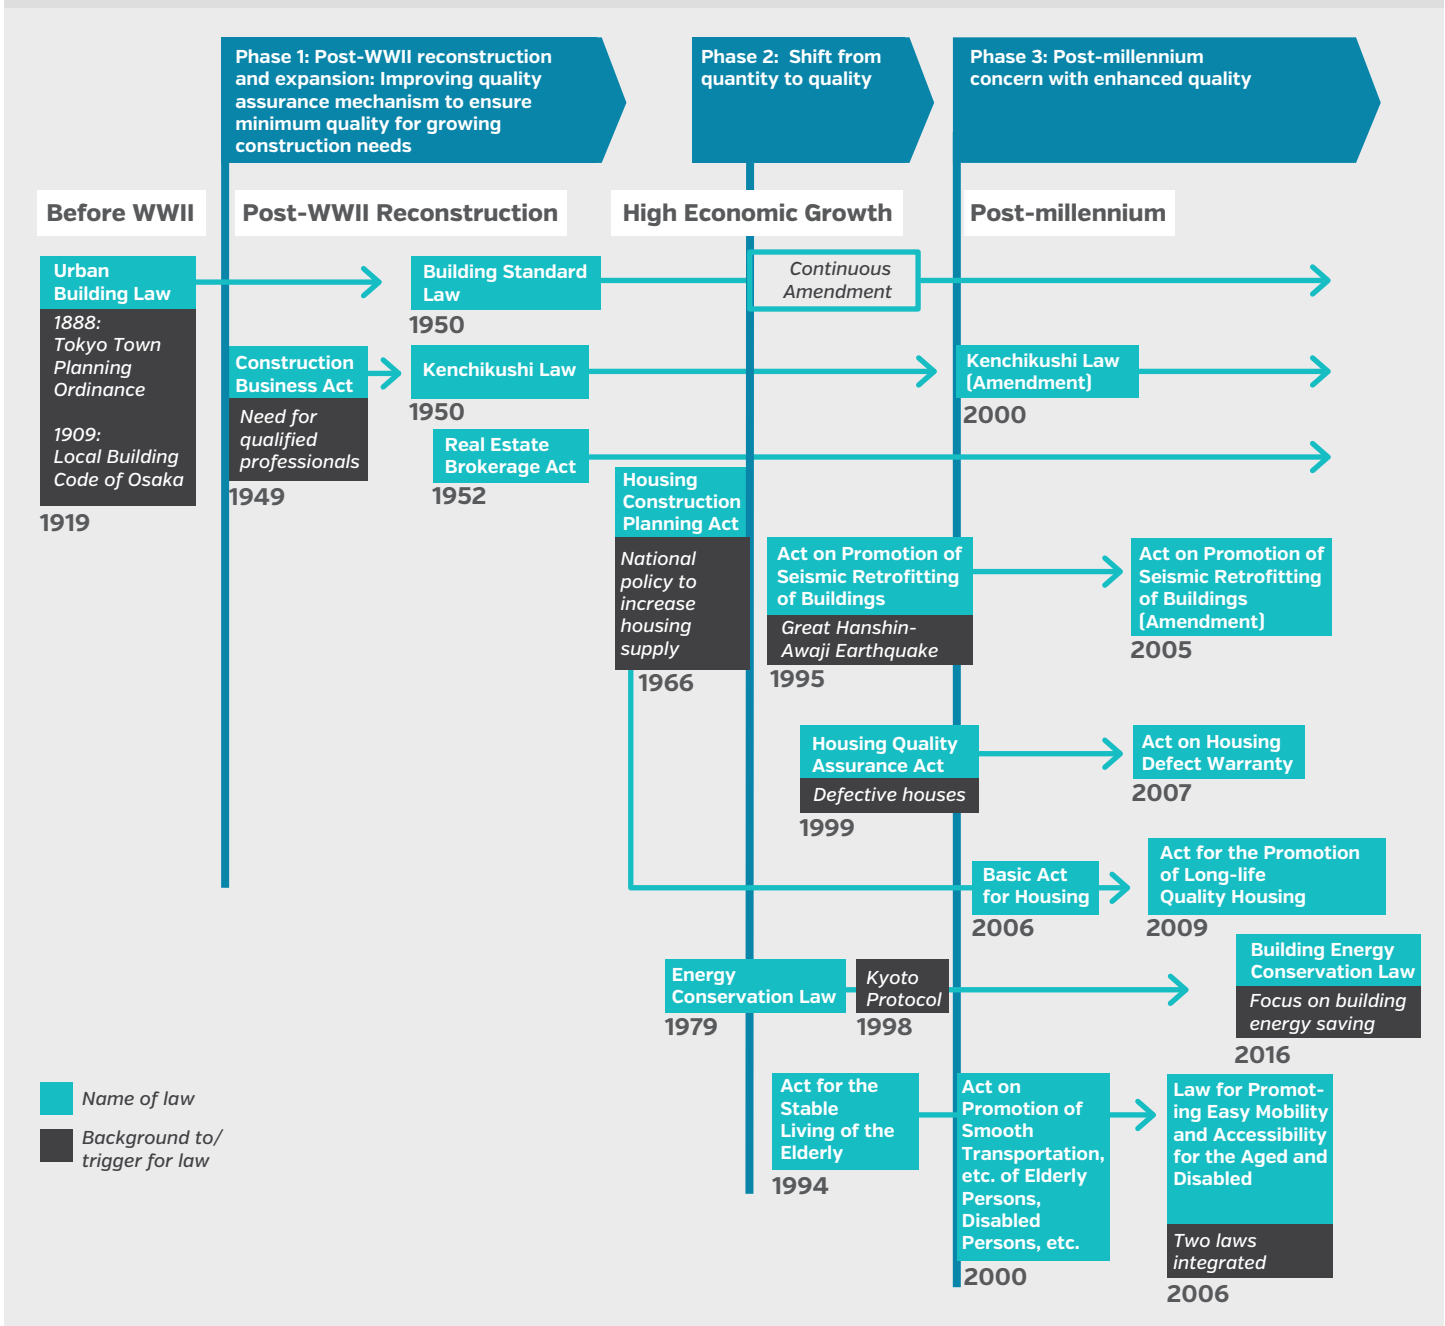 Phase 1: Post-WWII reconstruction
and expansion: Improving quality
assurance mechanism to ensure
minimum quality for growing
construction needs
Phase 2: Shift from
quantity to quality
Phase 3: Post-millennium
concern with enhanced quality
Before WWII
Post-WWII Reconstruction
High Economic Growth
Post-millennium
Urban
Building Law
1888:
Tokyo Town
Planning
Ordinance
1909:
Local Building
Code of Osaka
1919
Building Standard
Law
1950
Continuous
Amendment
Construction
Business Act
Need for
qualified
professionals
1949
Kenchikushi Law
1950
Kenchikushi Law
(Amendment)
2000
Real Estate
Brokerage Act
1952
Housing
Construction
Planning Act
National
policy to
increase
housing
supply
1966
Act on Promotion of
Seismic Retrofitting
of Buildings
Great Hanshin-
Awaji Earthquake
1995
Act on Promotion of
Seismic Retrofitting
of Buildings
(Amendment)
2005
Housing Quality
Assurance Act
Defective houses
1999
Act on Housing
Defect Warranty
2007
Basic Act
for Housing
2006
Act for the Promotion
of Long-life
Quality Housing
2009
Energy
Conservation Law
1979
Kyoto
Protocol
1998
Building Energy
Conservation Law
Focus on building
energy saving
2016
Act for the
Stable
Living of the
Elderly
1994
Act on
Promotion of
Smooth
Transportation,
etc. of Elderly
Persons,
Disabled
Persons, etc.
2000
Law for Promot-
ing Easy Mobility
and Accessibility
for the Aged and
Disabled
Two laws
integrated
2006
Name of law
Background to/
trigger for law